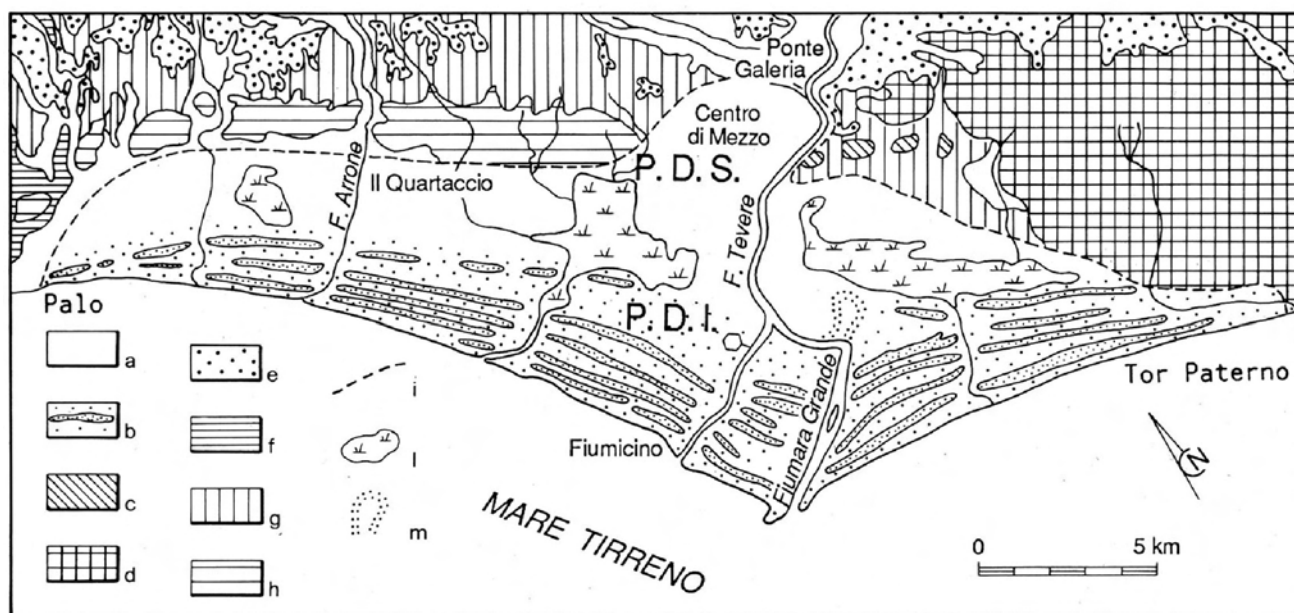 Ponte
Galeria
Centro
di Mezzo
P. D. S.
Il Quartaccio
F. Arrone
F. Tevere
P. D. I.
Palo
a
b
c
d
e
f
g
h
i
l
m
Fiumicino
Fiumara Grande
Tor Paterno
MARE TIRRENO
N
0 5 km